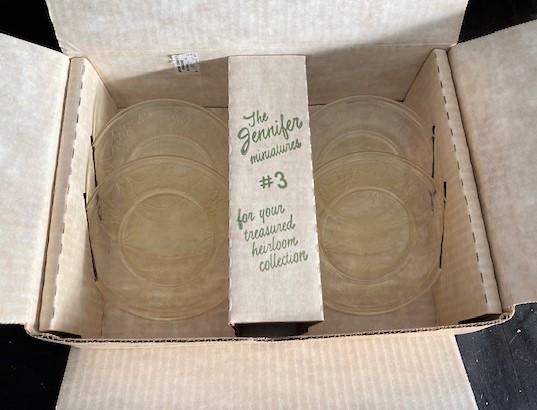 The
Jennifer
miniatures
#3
for your
treasured
heirloom
collection